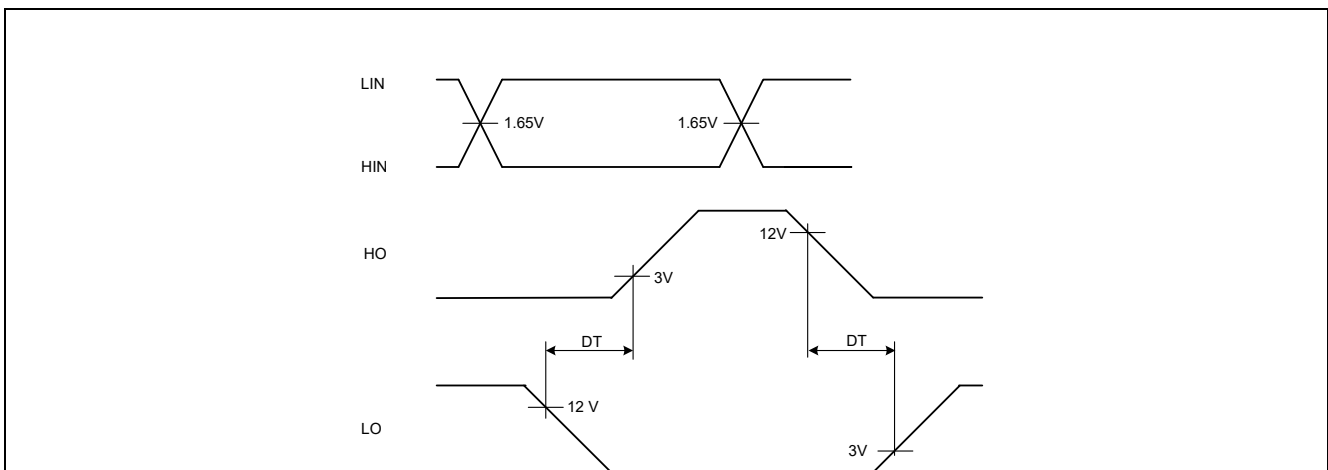 LIN
1.65V 1.65V
HIN
12V
HO
3V
DT DT
12 V
LO
3V